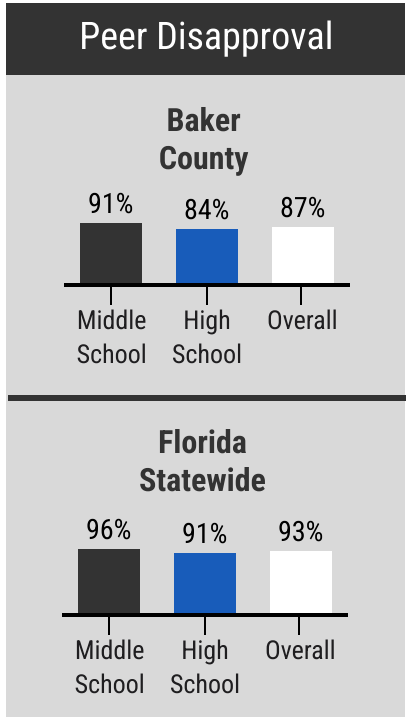 Peer Disapproval
Baker
County
91% 84% 87%
Middle High Overall
School School
Florida
Statewide
96% 91% 93%
Middle High Overall
School School